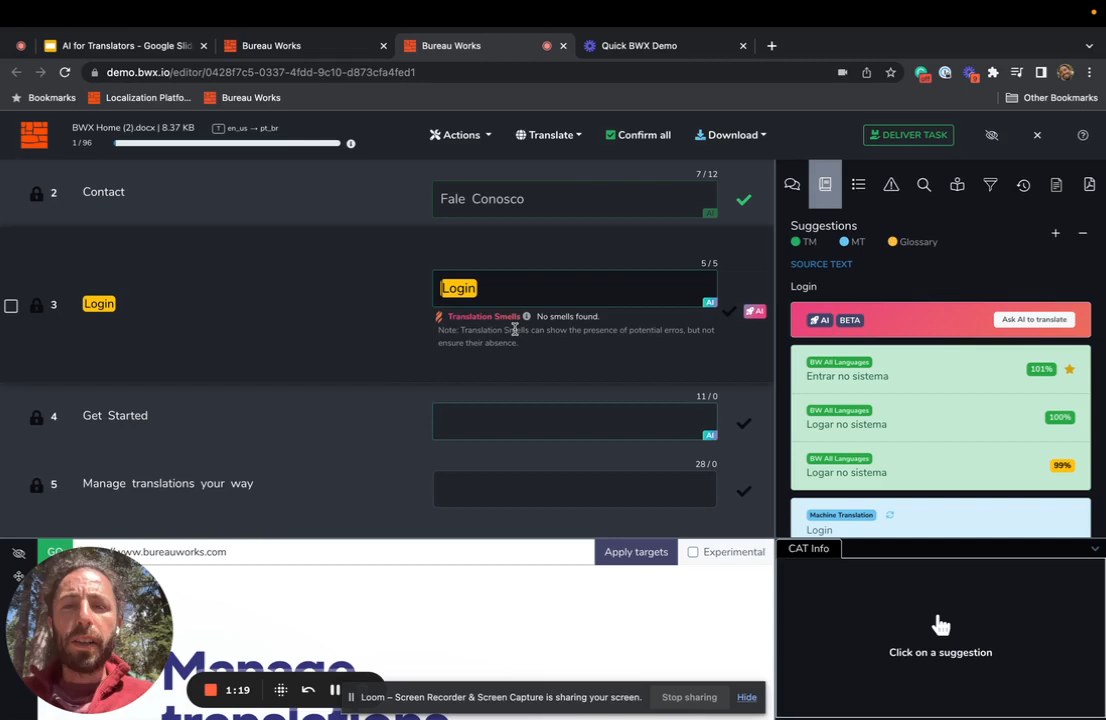 AI for Translators - Google Slid
Bureau Works
Bureau Works
Quick BWX Demo
demo.bwx.io/editor/0428f7c5-0337-4fdd-9c10-d873cfa4fed1
off
9
Bookmarks
Localization Platfo...
Bureau Works
Other Bookmarks
BWX Home (2).docx | 8.37 KB
T en_us → pt_br
1 / 96
Actions
Translate
Confirm all
Download
DELIVER TASK
7 / 12
2 Contact
Fale Conosco
AI
5 / 5
3 Login
Login
AI
Translation Smells No smells found.
AI
Note: Translation Smells can show the presence of potential erros, but not
ensure their absence.
11 / 0
4 Get Started
AI
28 / 0
5 Manage translations your way
Suggestions
TM MT Glossary
SOURCE TEXT
Login
AI BETA
Ask AI to translate
BW All Languages
Entrar no sistema
101%
BW All Languages
Logar no sistema
100%
BW All Languages
Logar no sistema
99%
Machine Translation
Login
CAT Info
Click on a suggestion
GO
www.bureauworks.com
Apply targets
Experimental
Manage
translations
1:19
Loom – Screen Recorder & Screen Capture is sharing your screen.
Stop sharing
Hide